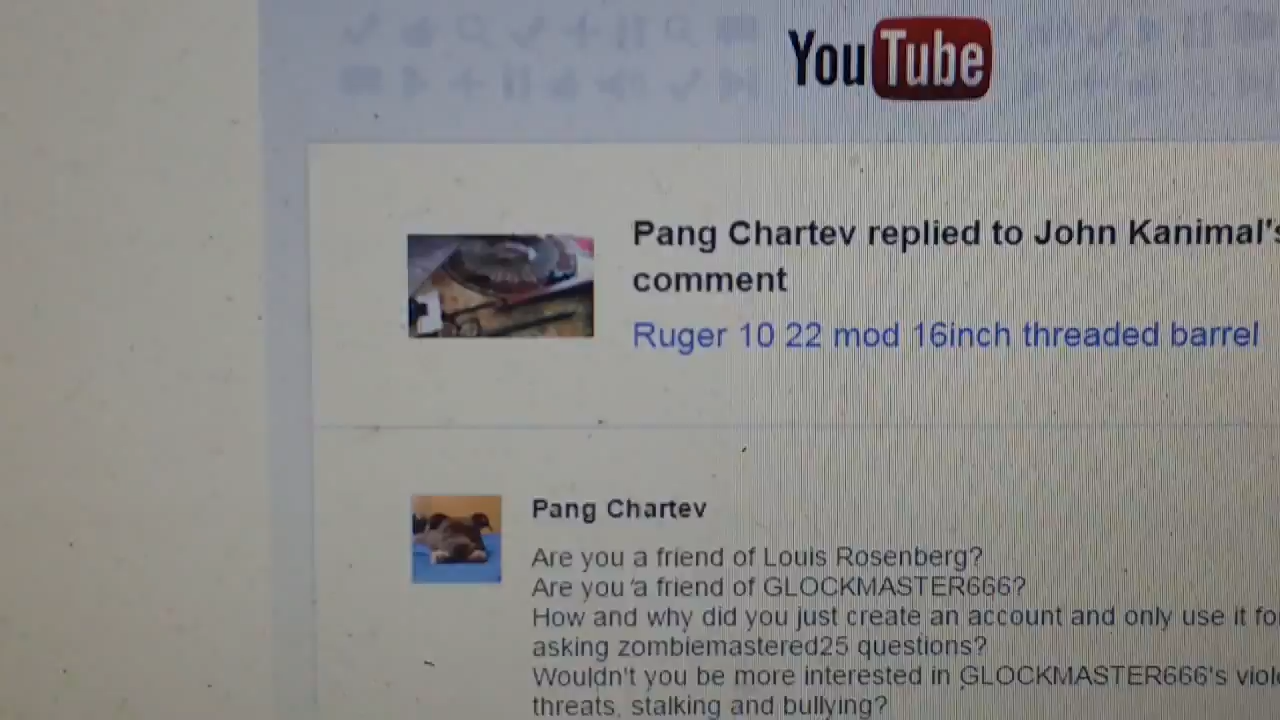 YouTube
Pang Chartev replied to John Kanimal's
comment
Ruger 10 22 mod 16inch threaded barrel
Pang Chartev
Are you a friend of Louis Rosenberg?
Are you a friend of GLOCKMASTER666?
How and why did you just create an account and only use it fo
asking zombiemastered25 questions?
Wouldn't you be more interested in GLOCKMASTER666's viol
threats, stalking and bullying?